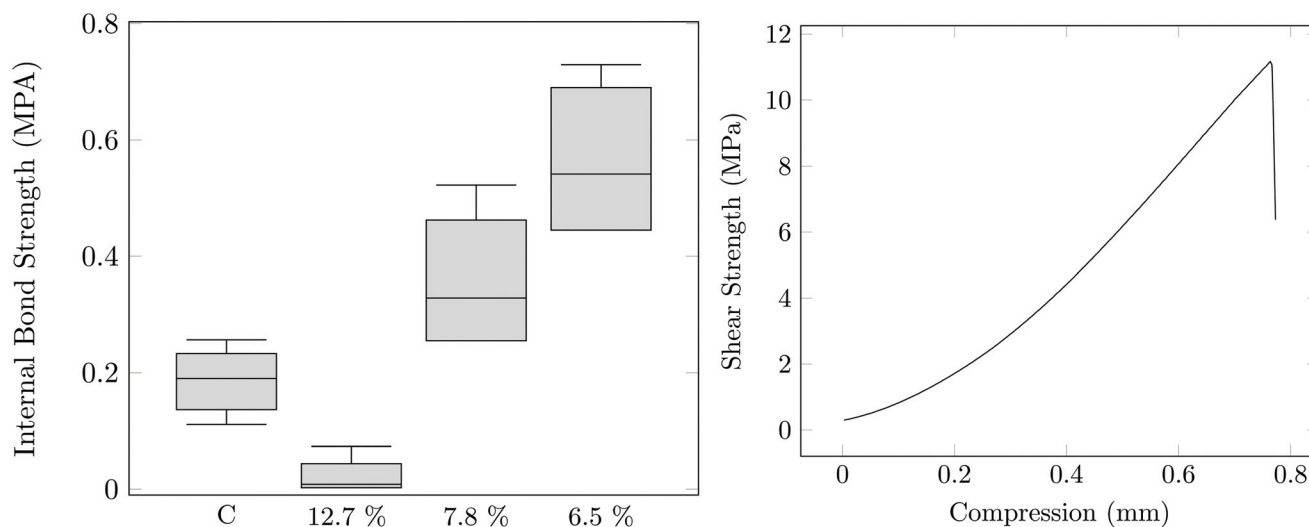 Internal Bond Strength (MPA)
0.8
0.6
0.4
0.2
0
C 12.7 % 7.8 % 6.5 %
Shear Strength (MPa)
12
10
8
6
4
2
0
0 0.2 0.4 0.6 0.8
Compression (mm)